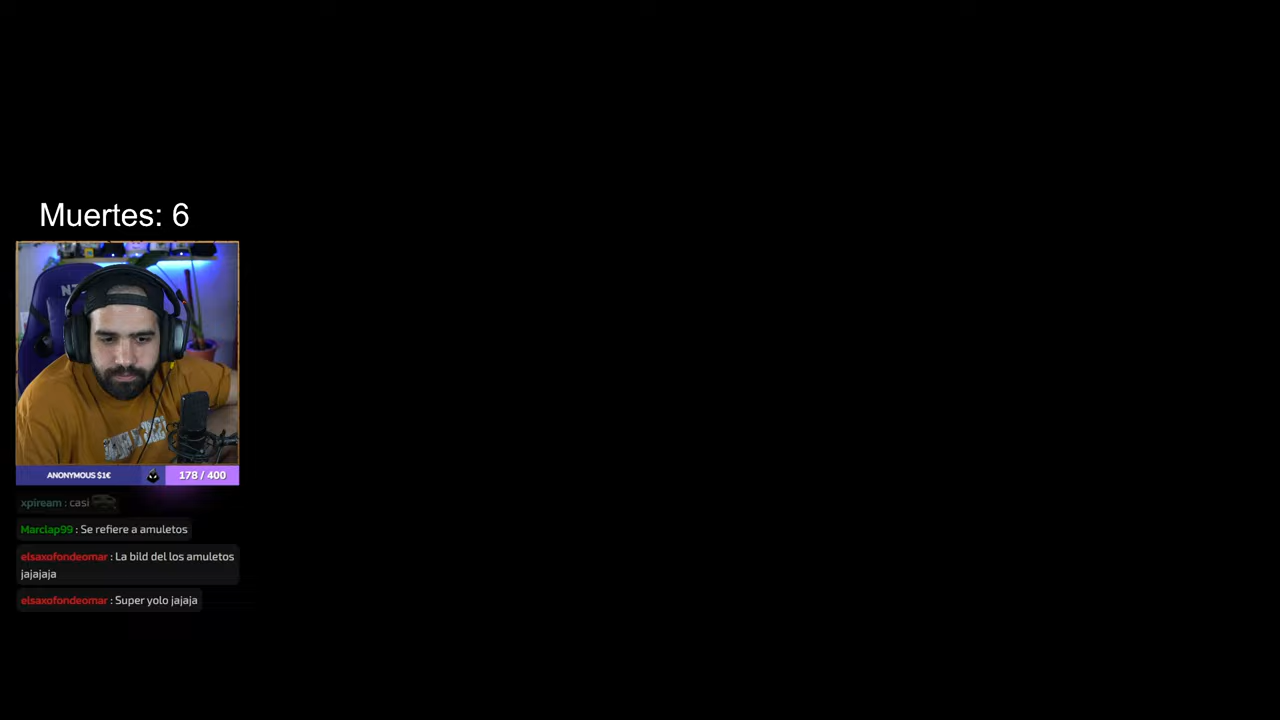 Muertes: 6
ANONYMOUS $1€
178 / 400
xpiream : casi
Marclap99 : Se refiere a amuletos
elsaxofondeomar : La bild del los amuletos
jajajaja
elsaxofondeomar : Super yolo jajaja